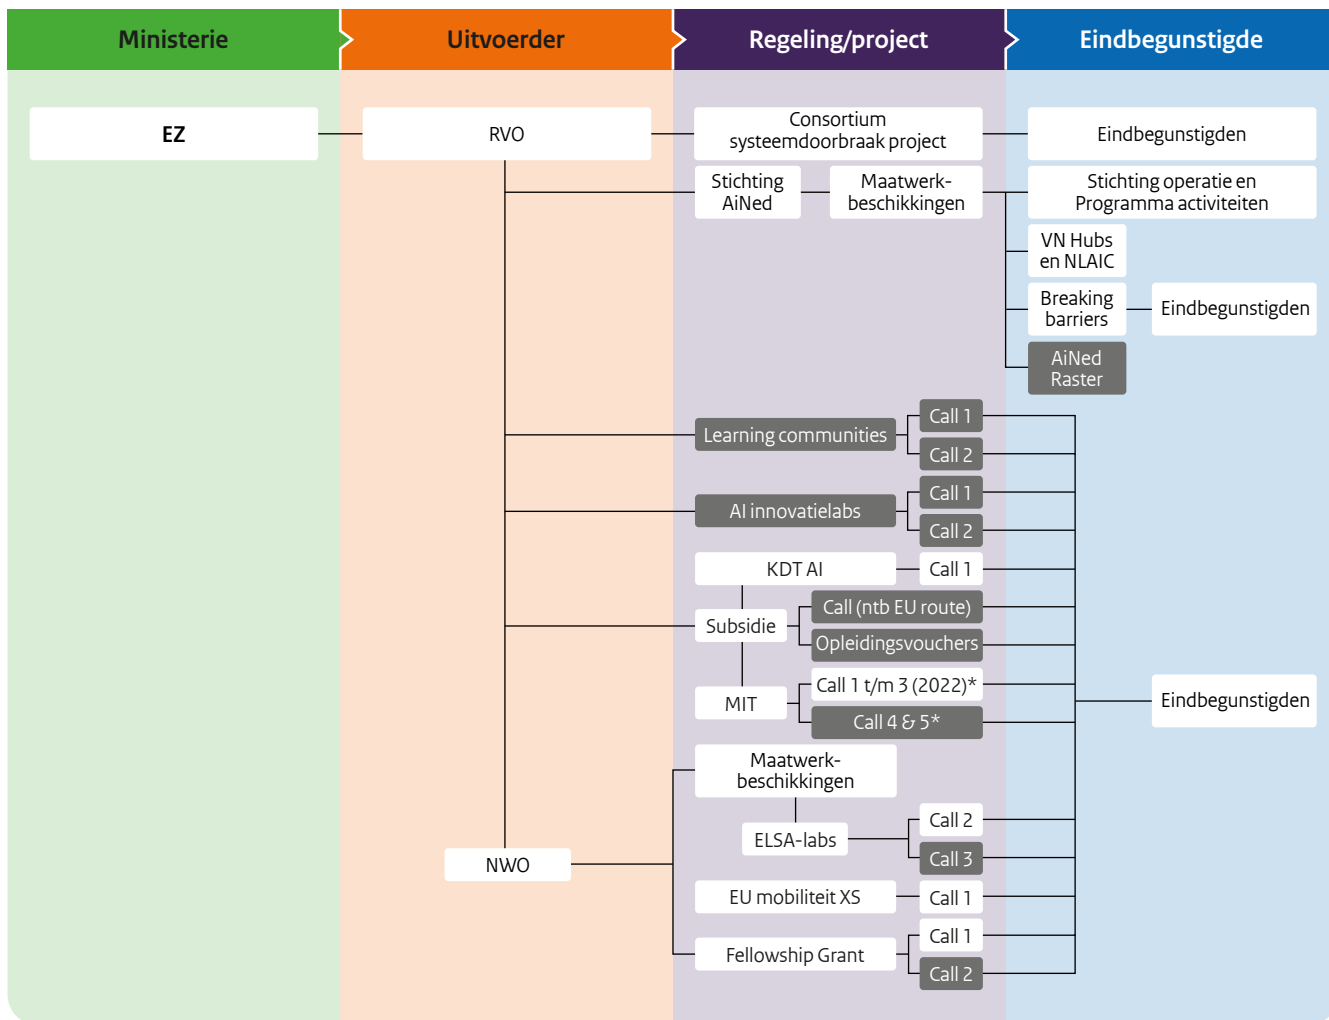 Ministerie
Uitvoerder
Regeling/project
Eindbegunstigde
EZ
RVO
Consortium
systeemdoorbraak project
Eindbegunstigden
Stichting
AiNed
Maatwerk-
beschikkingen
Stichting operatie en
Programma activiteiten
VN Hubs
en NLAIC
Breaking
barriers
Eindbegunstigden
AiNed
Raster
Learning communities
Call 1
Call 2
AI innovatielabs
Call 1
Call 2
KDT AI
Call 1
Subsidie
Call (ntb EU route)
Opleidingsvouchers
MIT
Call 1 t/m 3 (2022)*
Call 4 & 5*
Eindbegunstigden
Maatwerk-
beschikkingen
ELSA-labs
Call 2
Call 3
NWO
EU mobiliteit XS
Call 1
Fellowship Grant
Call 1
Call 2